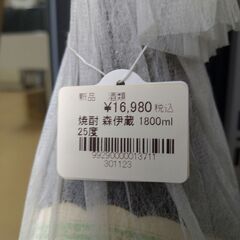 新品 酒類
¥16,980税込
焼酎 森伊蔵 1800ml
25度
9929000013711
301123